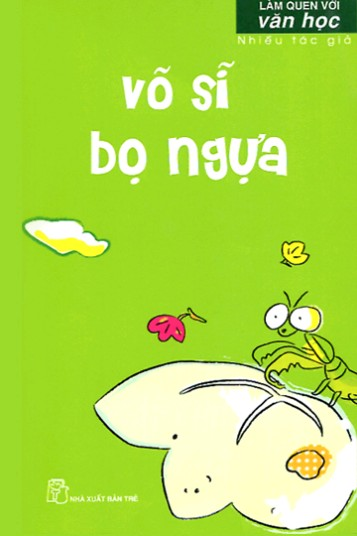 LÀM QUEN VỚI
văn học
Nhiều tác giả
võ sĩ
bọ ngựa
NHÀ XUẤT BẢN TRẺ